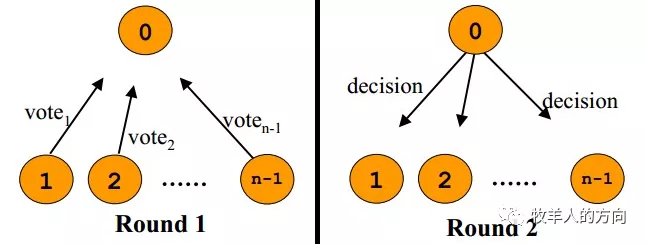 0
vote1
vote2
voten-1
1
2
......
n-1
Round 1
0
decision
decision
1
2
......
n-1
Round 2
牧羊人的方向